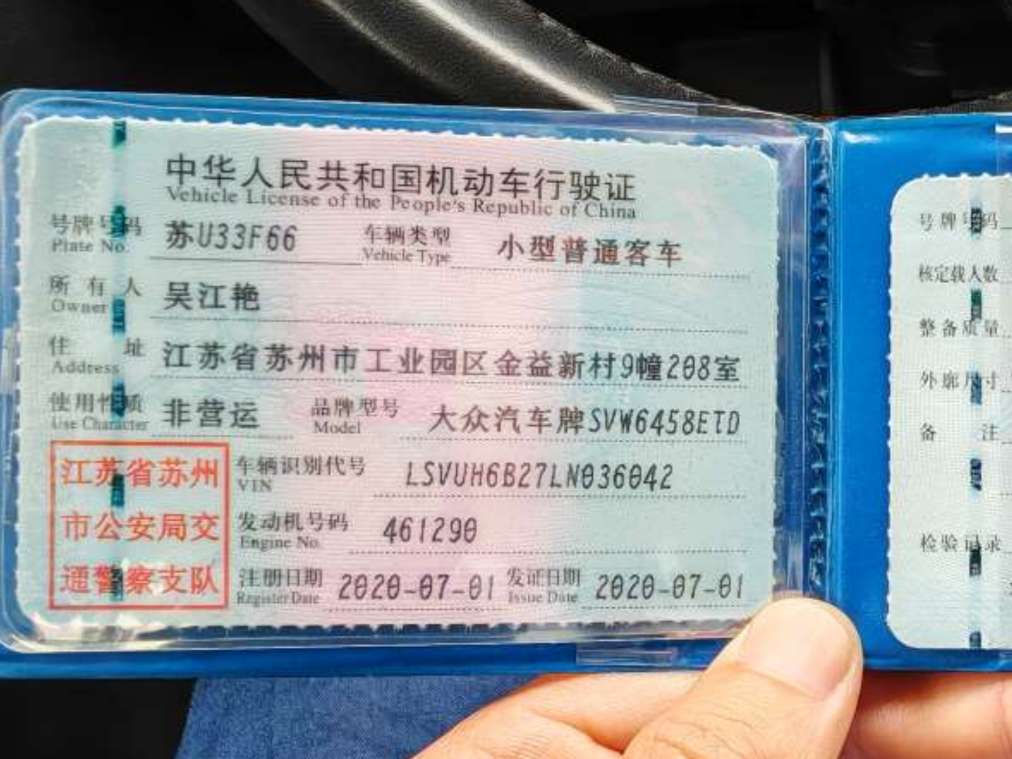 中华人民共和国机动车行驶证
Vehicle License of the People's Republic of China
号牌号码 苏U33F66 车辆类型 小型普通客车
Plate No. Vehicle Type
所有人 吴江艳
Owner
住址 江苏省苏州市工业园区金益新村9幢208室
Address
使用性质 非营运 品牌型号 大众汽车牌SVW6458ETD
Use Character Model
江苏省苏州 车辆识别代号 LSVUH6B27LN036042
VIN
市公安局交 发动机号码 461290
Engine No.
通警察支队 注册日期 2020-07-01 发证日期 2020-07-01
Register Date Issue Date
号牌号码
核定载人数
整备质量
外廓尺寸
备注
检验记录